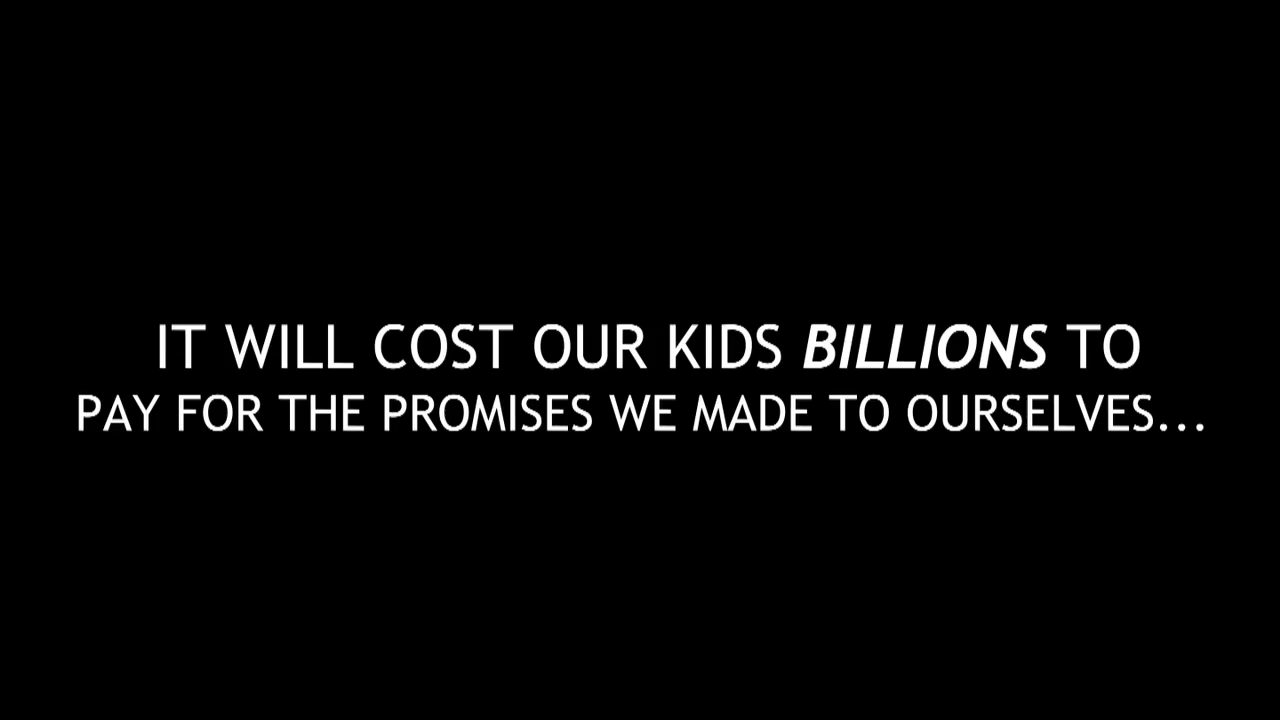 IT WILL COST OUR KIDS BILLIONS TO
PAY FOR THE PROMISES WE MADE TO OURSELVES...